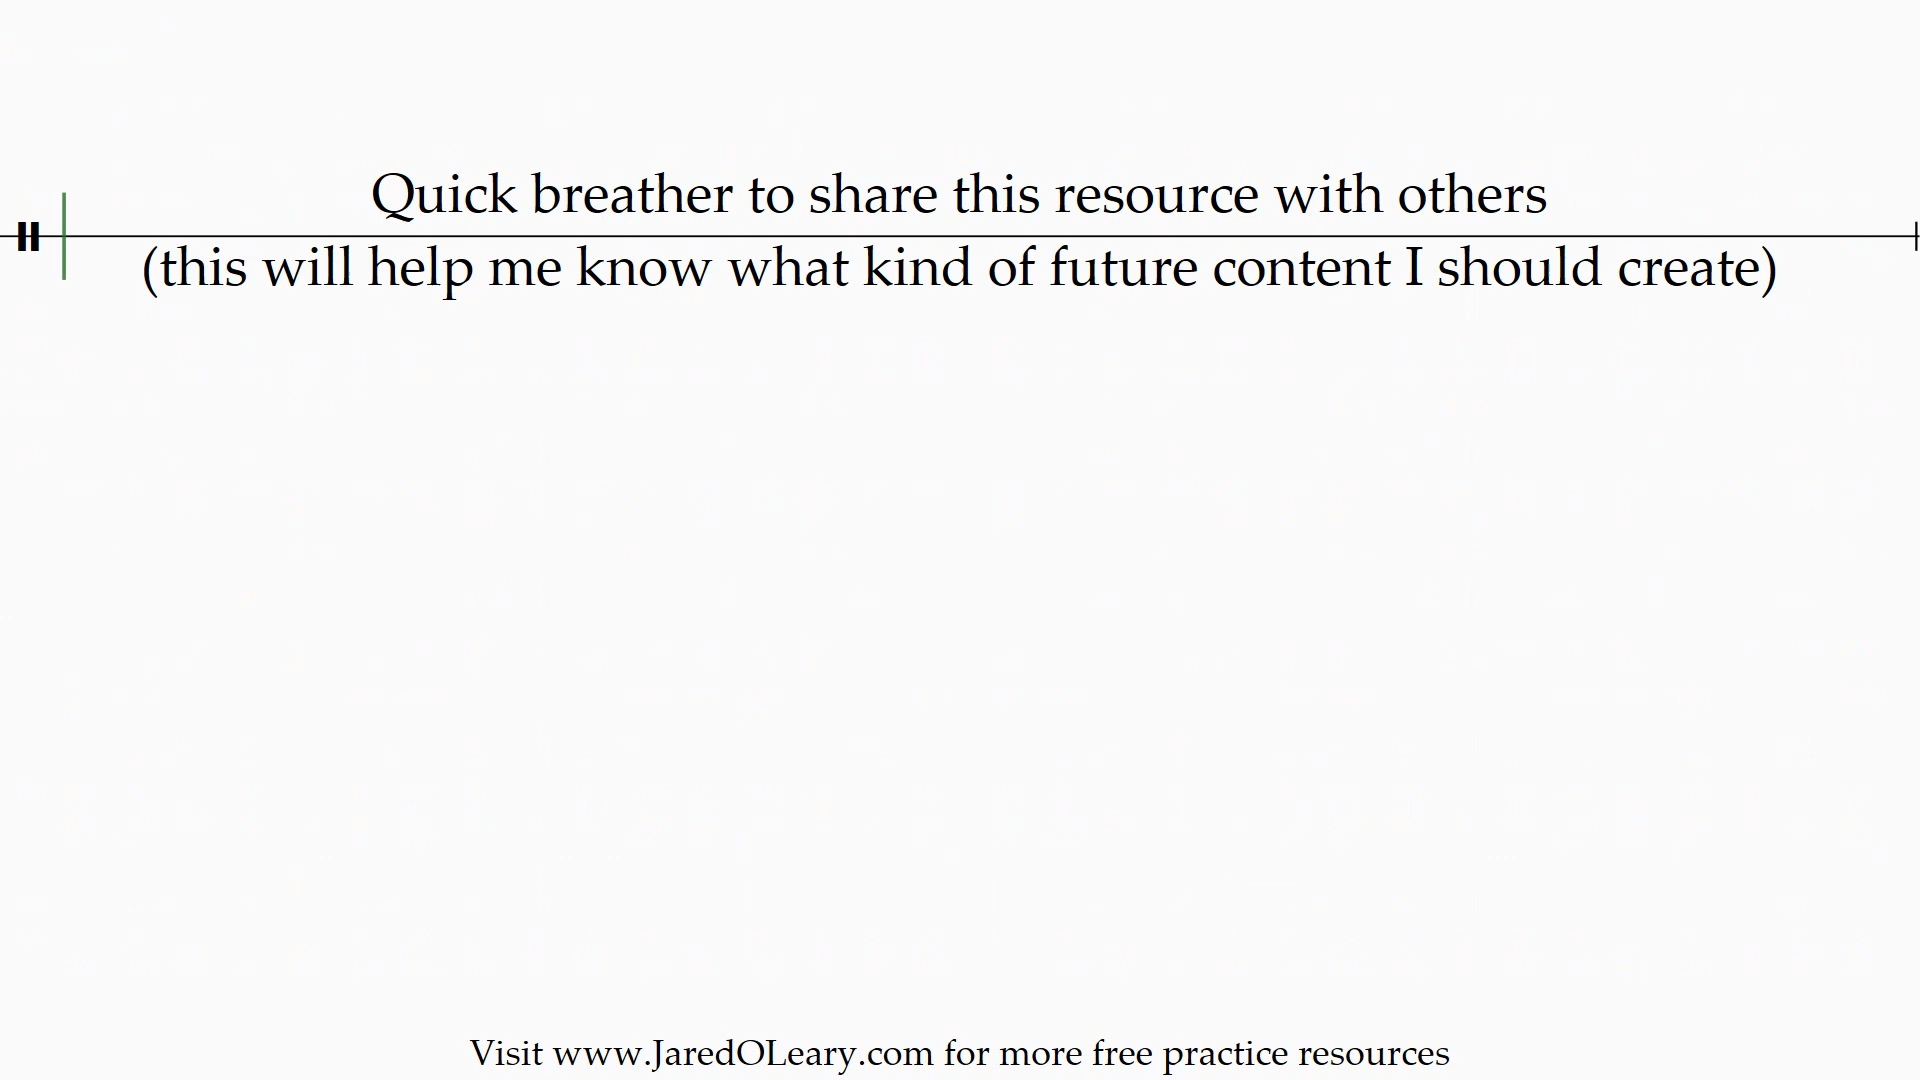 Quick breather to share this resource with others
(this will help me know what kind of future content I should create)
Visit www.JaredOLeary.com for more free practice resources